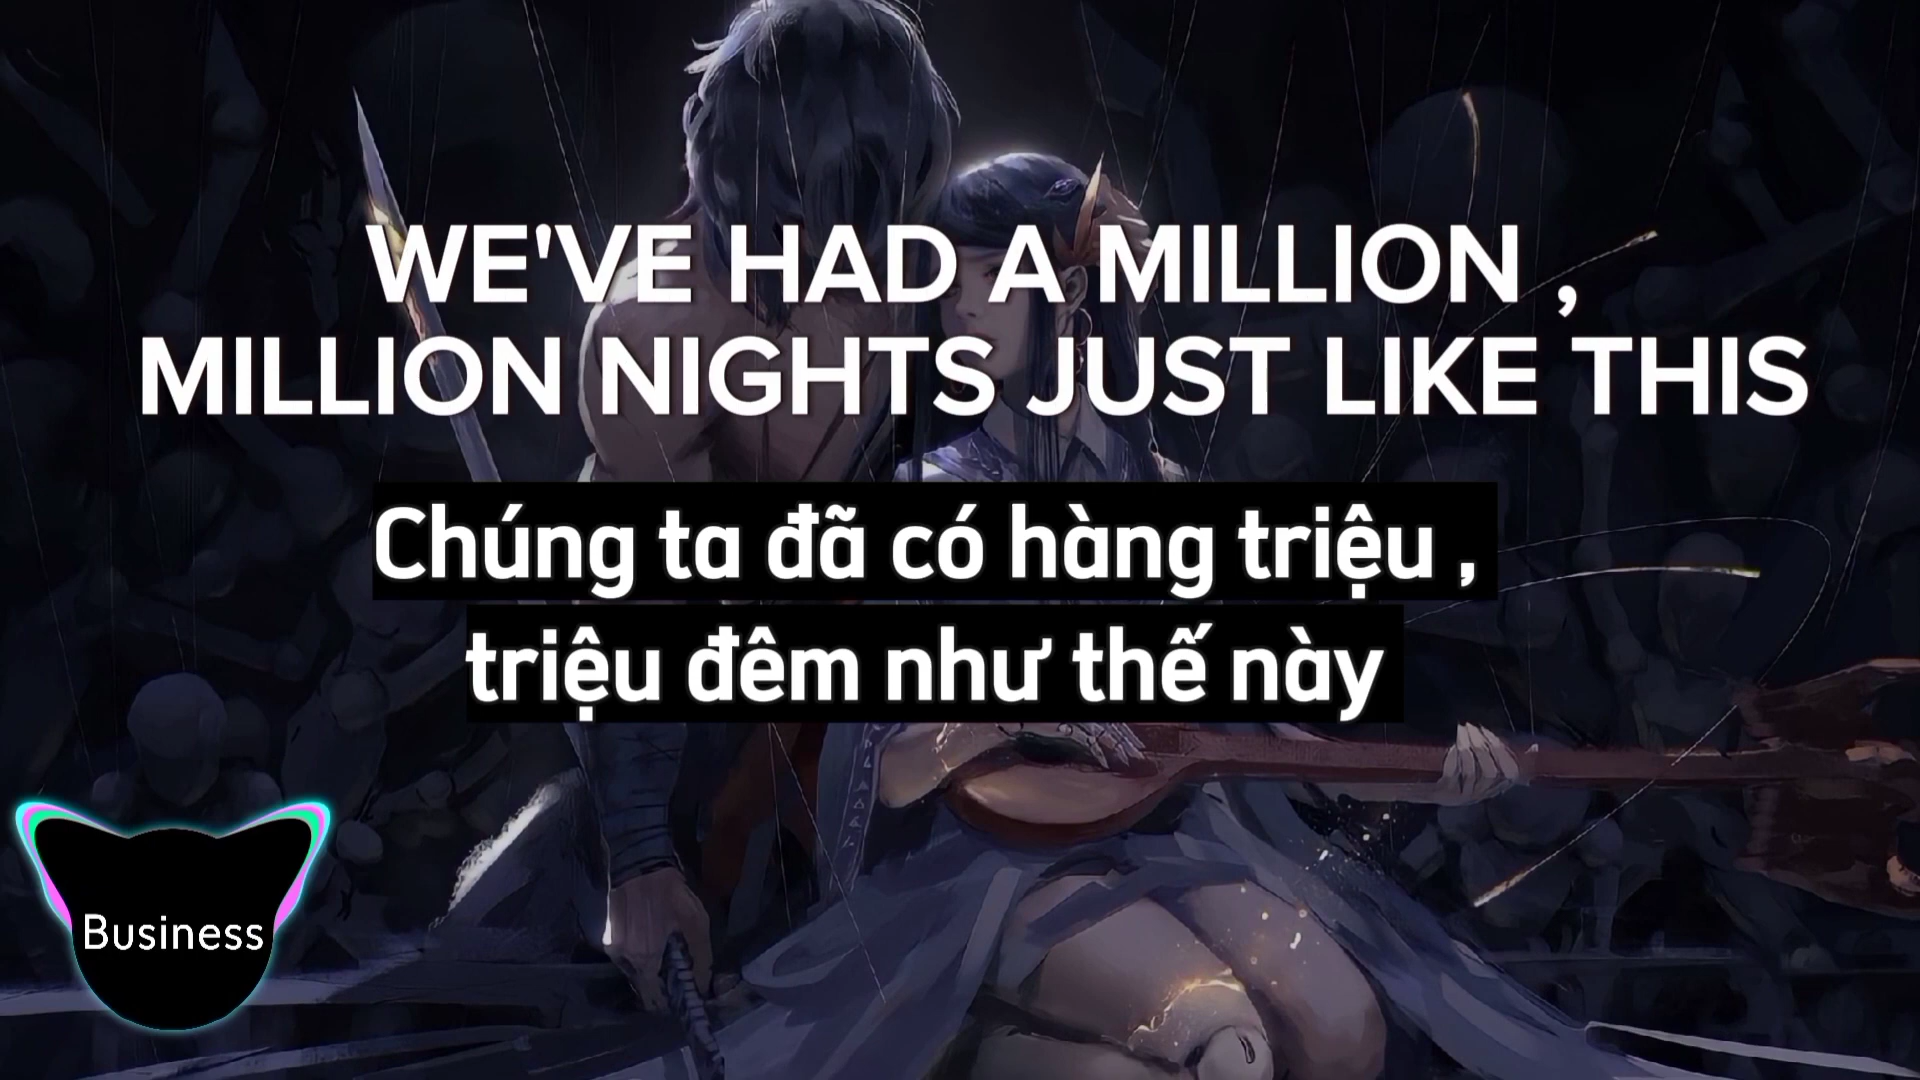 WE'VE HAD A MILLION ,
MILLION NIGHTS JUST LIKE THIS
Chúng ta đã có hàng triệu ,
triệu đêm như thế này
Business